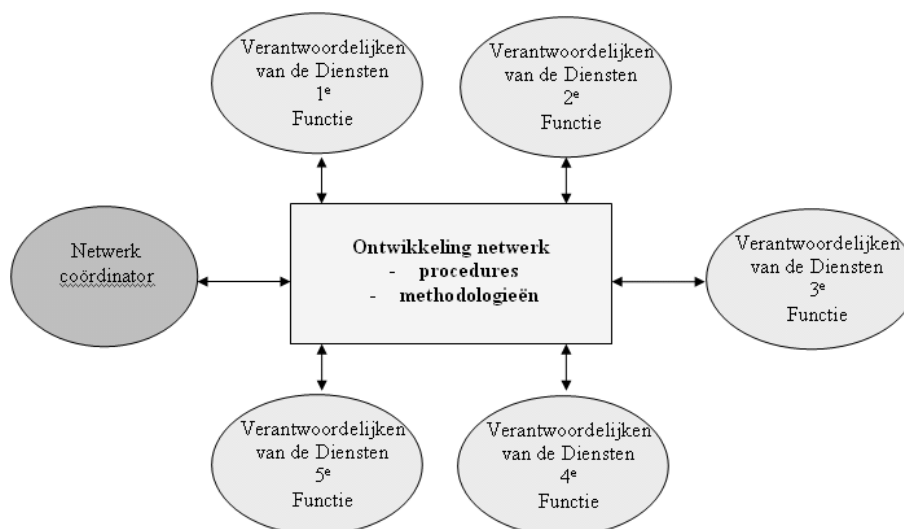 Verantwoordelijken
van de Diensten
1e
Functie
Verantwoordelijken
van de Diensten
2e
Functie
Netwerk
coördinator
Ontwikkeling netwerk
- procedures
- methodologieën
Verantwoordelijken
van de Diensten
3e
Functie
Verantwoordelijken
van de Diensten
5e
Functie
Verantwoordelijken
van de Diensten
4e
Functie